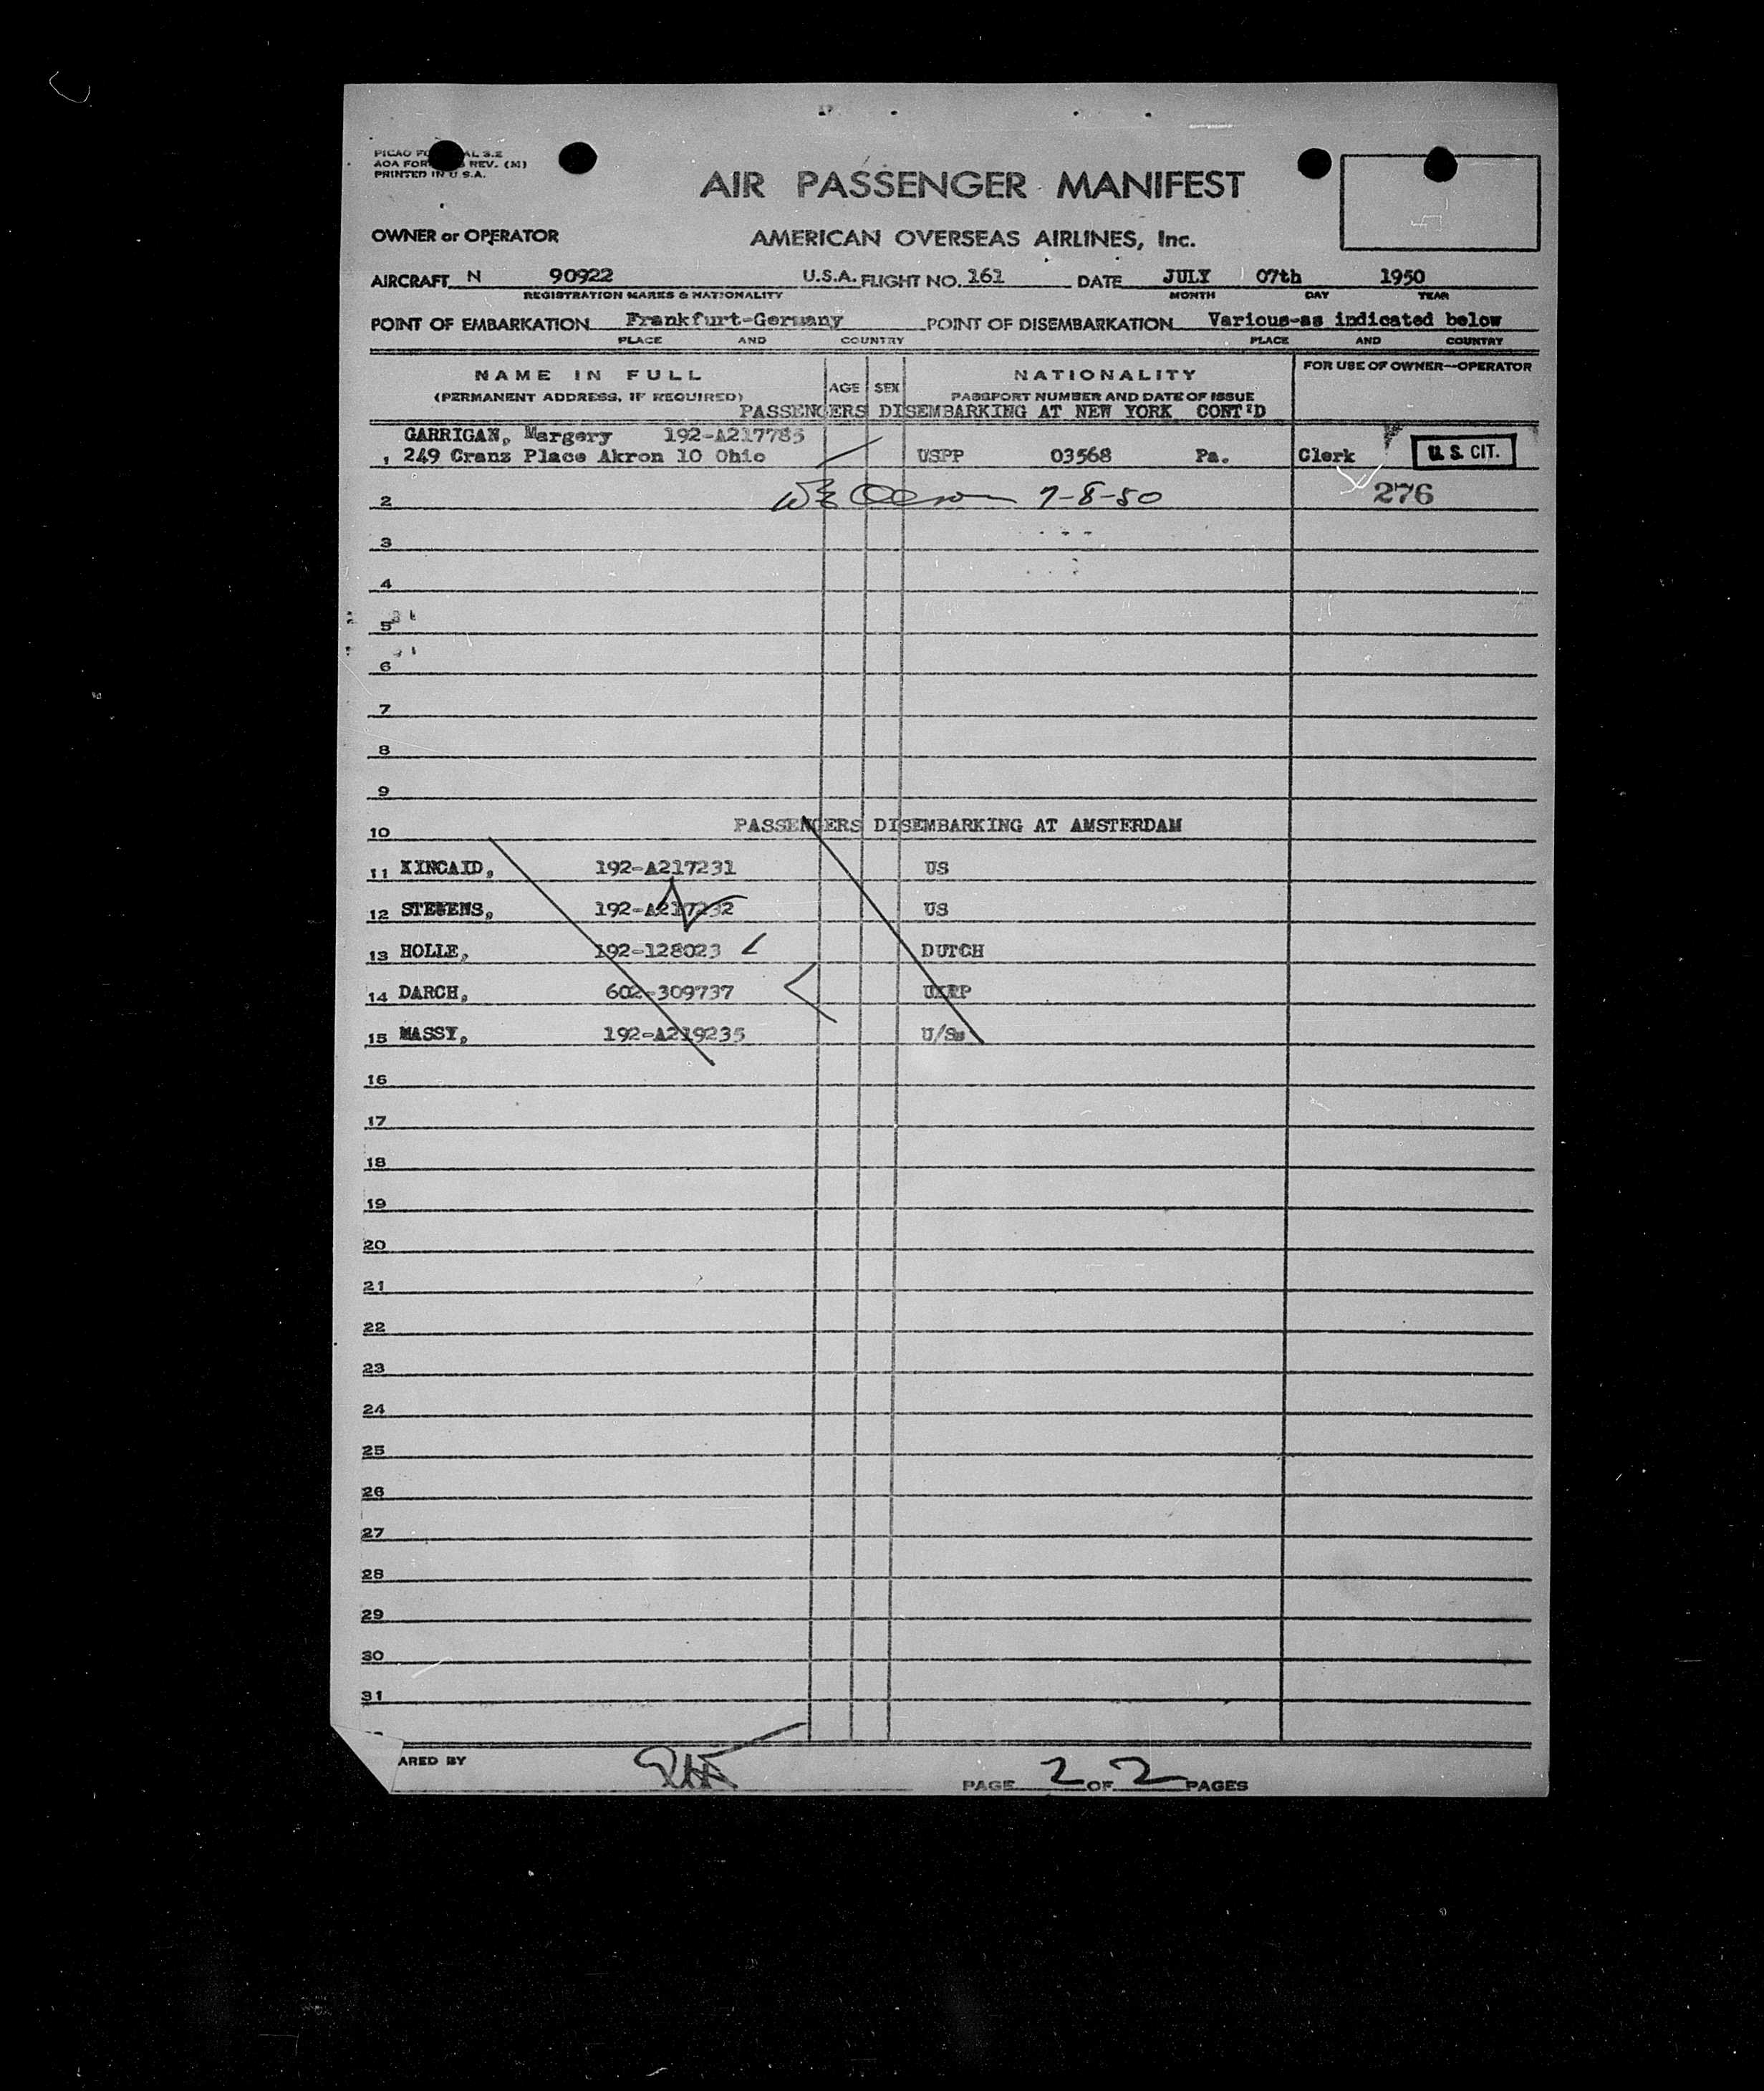 PRINTED IN U S.A.
AIR PASSENGER MANIFEST
OWNER or OPERATOR AMERICAN OVERSEAS AIRLINES, Inc.
AIRCRAFT N 90922 U.S.A. FLIGHT NO. 161 DATE JULY 07th 1950
REGISTRATION MARKS & NATIONALITY MONTH DAY YEAR
POINT OF EMBARKATION Frankfurt-Germany POINT OF DISEMBARKATION Various-as indicated below
PLACE AND COUNTRY PLACE AND COUNTRY
NAME IN FULL AGE SEX NATIONALITY FOR USE OF OWNER—OPERATOR
(PERMANENT ADDRESS, IF REQUIRED) PASSPORT NUMBER AND DATE OF ISSUE
PASSENGERS DISEMBARKING AT NEW YORK CONT'D
GARRIGAN, Margery 192-A217785
, 249 Cranz Place Akron 10 Ohio USPP 03568 Pa. Clerk U. S. CIT.
2 7-8-50 276
3
4
5
6
7
8
9
10 PASSENGERS DISEMBARKING AT AMSTERDAM
11 KINCAID, 192-A217231 US
12 STEVENS, 192-A217232 US
13 HOLLE, 192-128023 DUTCH
14 DARCH, 602-309737
15 MASSY, 192-A219235
16
17
18
19
20
21
22
23
24
25
26
27
28
29
30
31
ARED BY PAGE 2 OF 2 PAGES